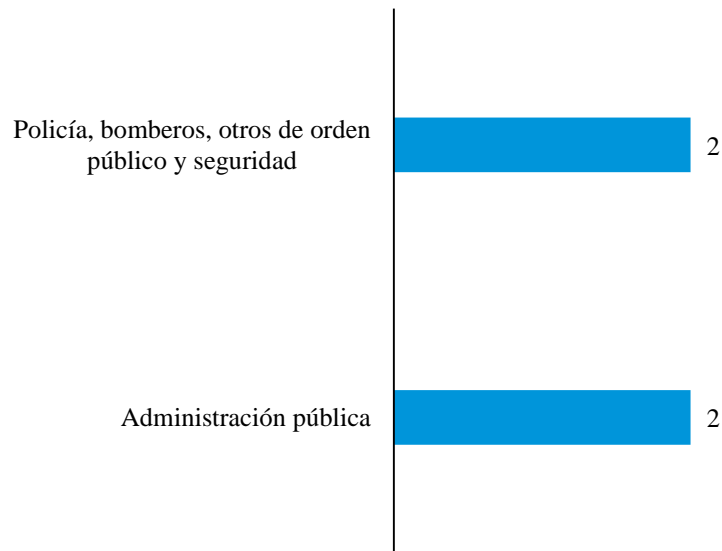 Policía, bomberos, otros de orden
público y seguridad
2
Administración pública
2